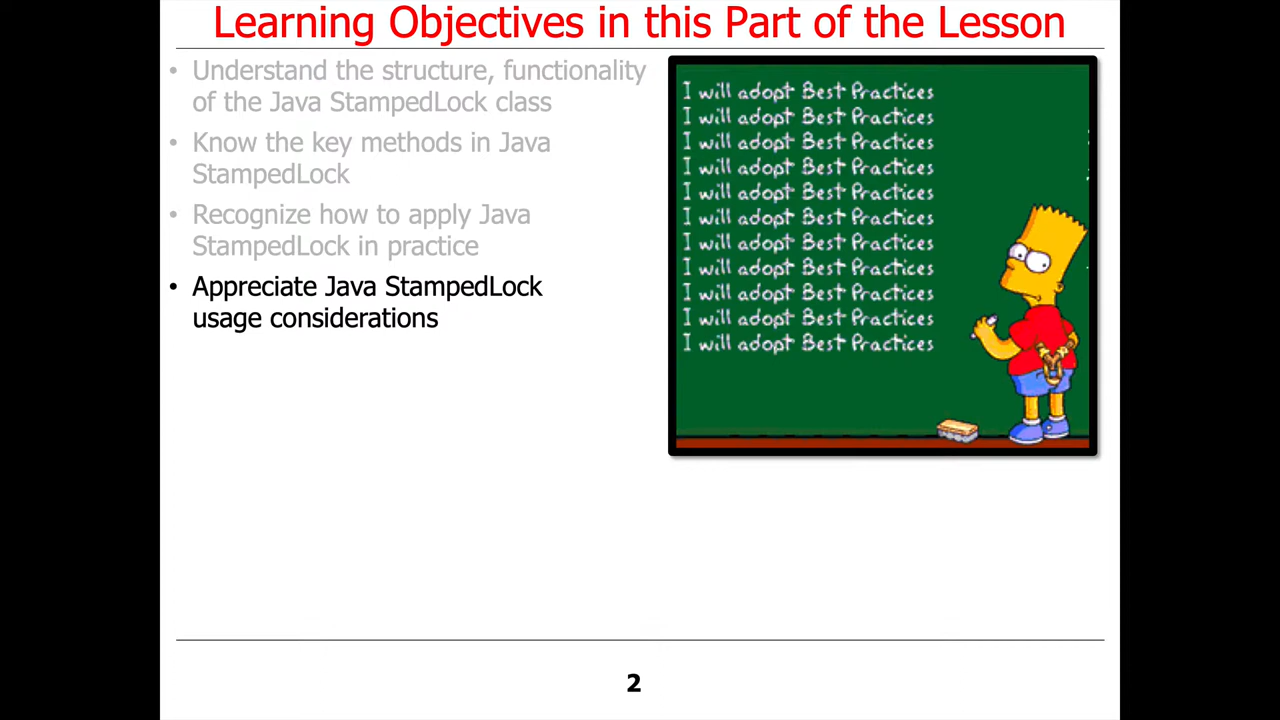 Learning Objectives in this Part of the Lesson
• Understand the structure, functionality
of the Java StampedLock class
• Know the key methods in Java
StampedLock
• Recognize how to apply Java
StampedLock in practice
• Appreciate Java StampedLock
usage considerations
I will adopt Best Practices
I will adopt Best Practices
I will adopt Best Practices
I will adopt Best Practices
I will adopt Best Practices
I will adopt Best Practices
I will adopt Best Practices
I will adopt Best Practices
I will adopt Best Practices
I will adopt Best Practices
I will adopt Best Practices
2